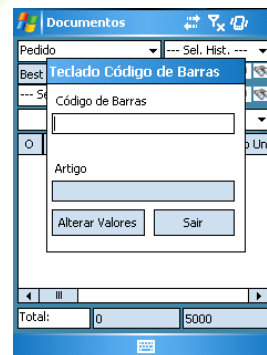 Documentos
Pedido --- Sel. Hist. ---
Best
Teclado Código de Barras
--- Se
Código de Barras
O
o Un
Artigo
Alterar Valores Sair
Total: 0 5000